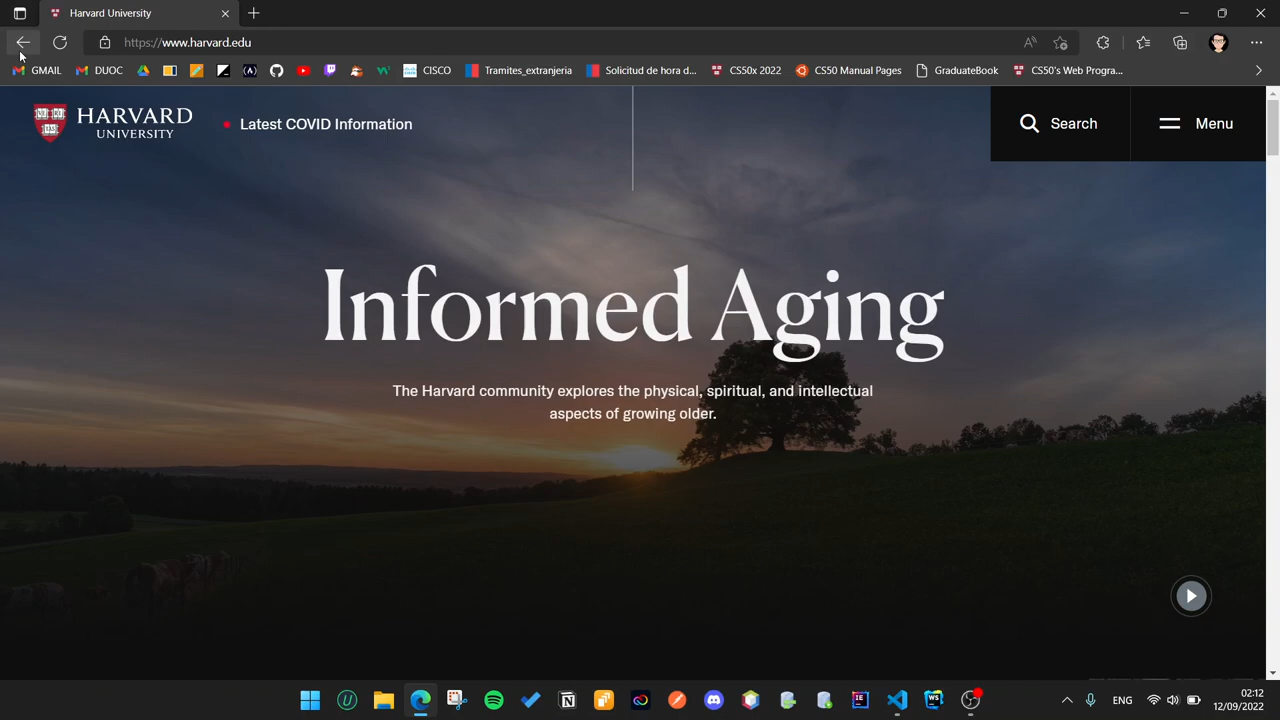 Harvard University
https://www.harvard.edu
GMAIL
DUOC
CISCO
Tramites_extranjeria
Solicitud de hora d...
CS50x 2022
CS50 Manual Pages
GraduateBook
CS50's Web Progra...
HARVARD
UNIVERSITY
Latest COVID Information
Search
Menu
Informed Aging
The Harvard community explores the physical, spiritual, and intellectual
aspects of growing older.
ENG
02:12
12/09/2022